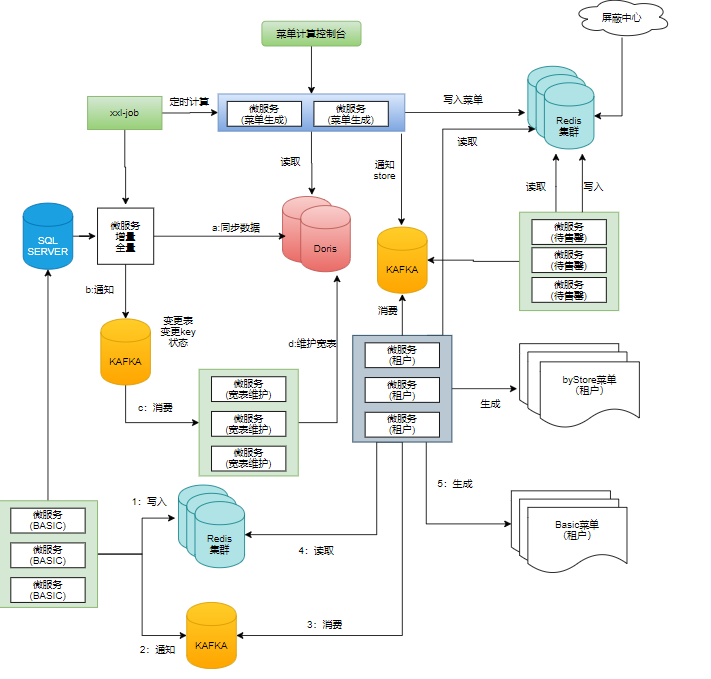 屏蔽中心
菜单计算控制台
xxl-job
定时计算
微服务
(菜单生成)
微服务
(菜单生成)
写入菜单
Redis
集群
读取
读取
通知
store
读取
写入
SQL
SERVER
微服务
增量
全量
a:同步数据
Doris
KAFKA
微服务
(待售罄)
微服务
(待售罄)
微服务
(待售罄)
b:通知
变更表
变更key
状态
KAFKA
消费
d:维护宽表
微服务
(租户)
微服务
(租户)
微服务
(租户)
byStore菜单
（租户）
生成
c：消费
微服务
(宽表维护)
微服务
(宽表维护)
微服务
(宽表维护)
5：生成
1：写入
微服务
(BASIC)
微服务
(BASIC)
微服务
(BASIC)
Redis
集群
4：读取
Basic菜单
（租户）
3：消费
2：通知
KAFKA